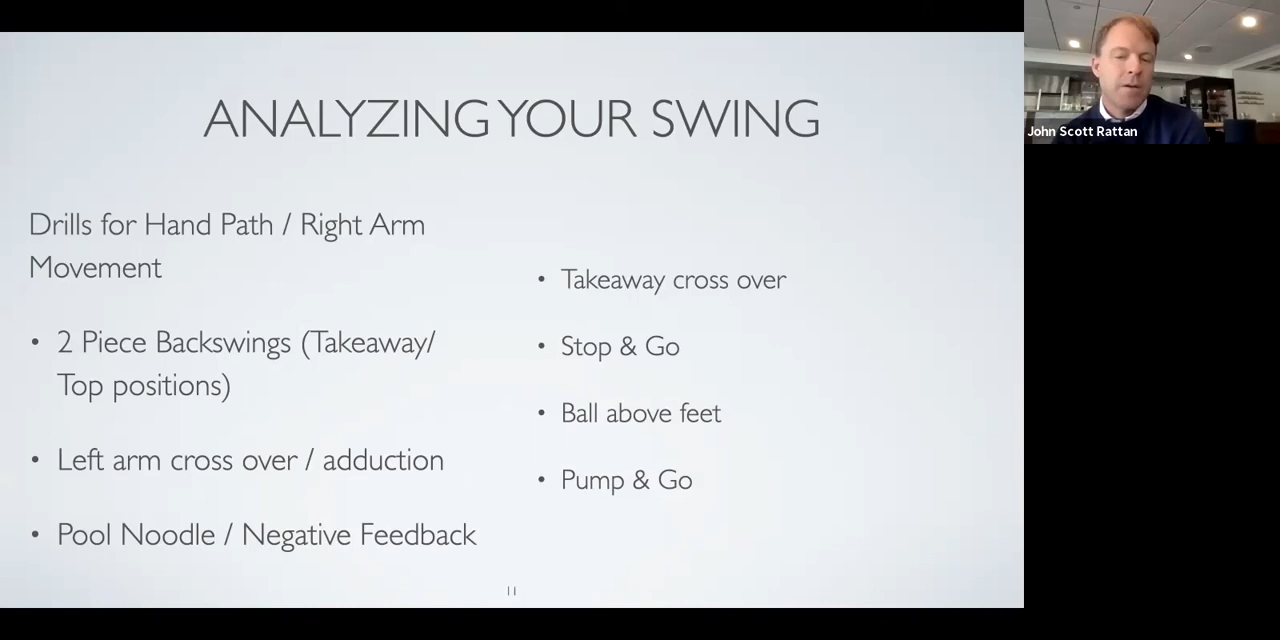 ANALYZING YOUR SWING
Drills for Hand Path / Right Arm
Movement
• 2 Piece Backswings (Takeaway/
Top positions)
• Left arm cross over / adduction
• Pool Noodle / Negative Feedback
• Takeaway cross over
• Stop & Go
• Ball above feet
• Pump & Go
11
John Scott Rattan